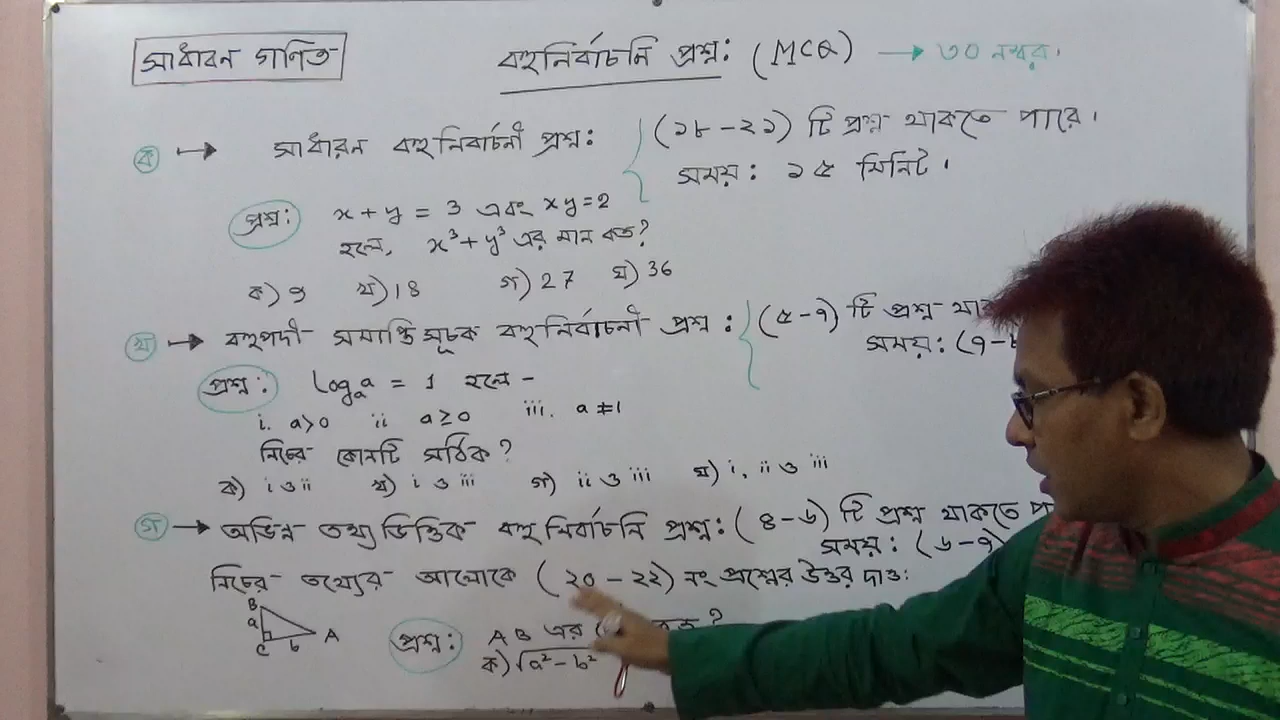 সাধারন গণিত
বহুনির্বাচনি প্রশ্ন: (MCQ) → ৩০ নম্বর।
ক → সাধারন বহুনির্বাচনী প্রশ্ন: (১৮-২১) টি প্রশ্ন থাকতে পারে।
সময়: ১৫ মিনিট।
প্রশ্ন: x + y = 3 এবং xy = 2
হলে, x³ + y³ এর মান কত?
ক) 9 খ) 18 গ) 27 ঘ) 36
খ → বহুপদী সমাপ্তি সূচক বহুনির্বাচনী প্রশ্ন: (৫-৭) টি প্রশ্ন
সময়: (৭-
প্রশ্ন: logₐa = 1 হলে -
i. a>0 ii a≥0 iii. a≠1
নিচের কোনটি সঠিক?
ক) i ও ii খ) i ও iii গ) ii ও iii ঘ) i, ii ও iii
গ → অভিন্ন তথ্য ভিত্তিক বহুনির্বাচনি প্রশ্ন: (৪-৬) টি প্রশ্ন থাকতে
সময়: (৬-৭)
নিচের তথ্যের আলোকে (২০-২২) নং প্রশ্নের উত্তর দাও:
B
a
C b A
প্রশ্ন: AB এর কত?
ক) √a² - b²